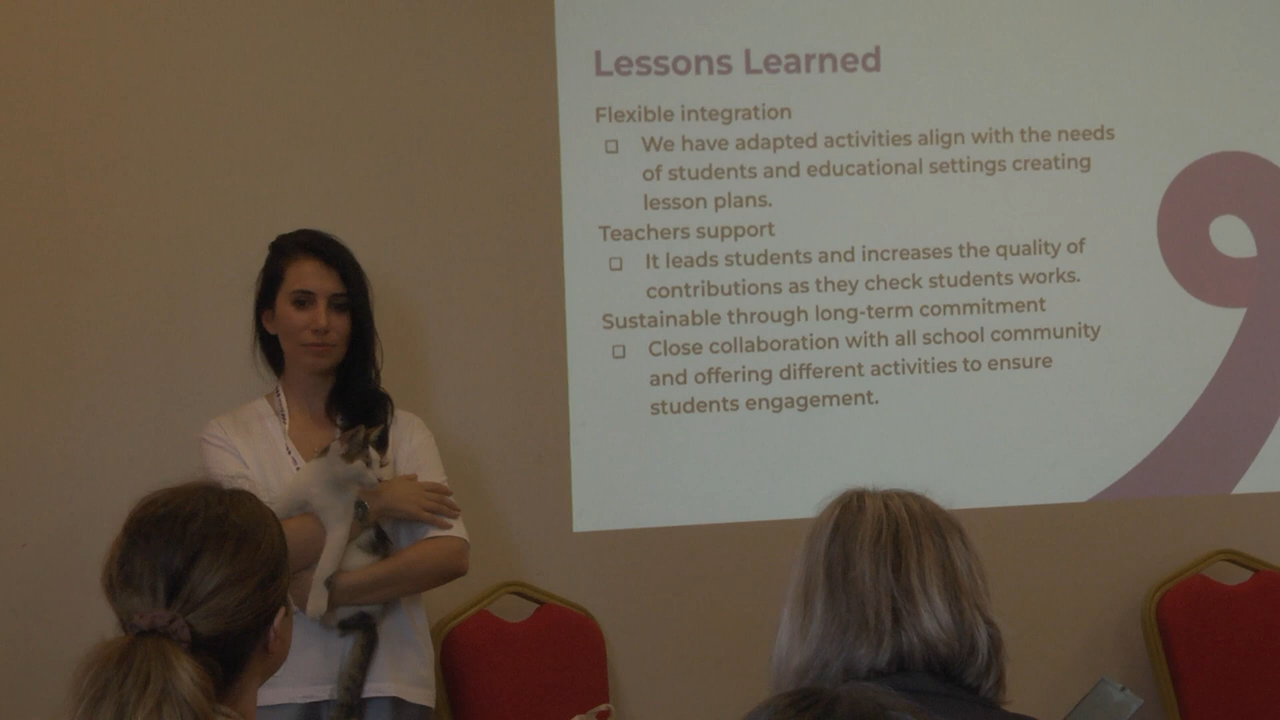 Lessons Learned
Flexible integration
❑ We have adapted activities align with the needs
of students and educational settings creating
lesson plans.
Teachers support
❑ It leads students and increases the quality of
contributions as they check students works.
Sustainable through long-term commitment
❑ Close collaboration with all school community
and offering different activities to ensure
students engagement.